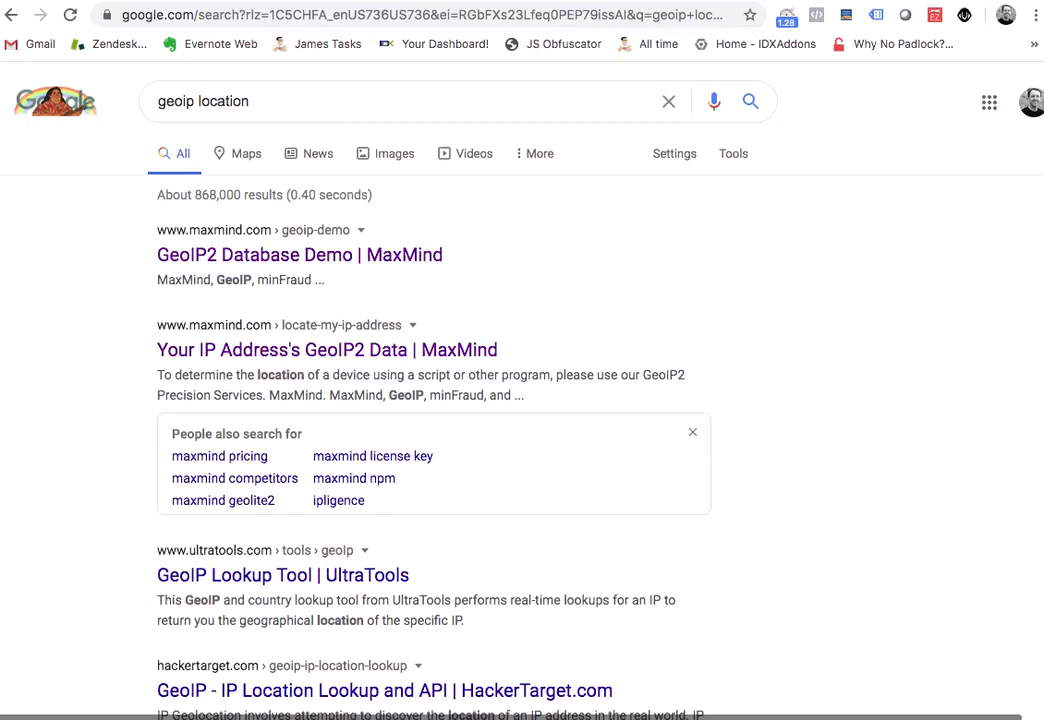 google.com/search?rlz=1C5CHFA_enUS736US736&ei=RGbFXs23Lfeq0PEP79issAI&q=geoip+loc...
1.28
EZ
Gmail Zendesk... Evernote Web James Tasks Your Dashboard! JS Obfuscator All time Home - IDXAddons Why No Padlock?... »
Google
geoip location
All Maps News Images Videos More Settings Tools
About 868,000 results (0.40 seconds)
www.maxmind.com › geoip-demo
GeoIP2 Database Demo | MaxMind
MaxMind, GeoIP, minFraud ...
www.maxmind.com › locate-my-ip-address
Your IP Address's GeoIP2 Data | MaxMind
To determine the location of a device using a script or other program, please use our GeoIP2
Precision Services. MaxMind. MaxMind, GeoIP, minFraud, and ...
People also search for
maxmind pricing maxmind license key
maxmind competitors maxmind npm
maxmind geolite2 ipligence
www.ultratools.com › tools › geoIp
GeoIP Lookup Tool | UltraTools
This GeoIP and country lookup tool from UltraTools performs real-time lookups for an IP to
return you the geographical location of the specific IP.
hackertarget.com › geoip-ip-location-lookup
GeoIP - IP Location Lookup and API | HackerTarget.com
IP Geolocation involves attempting to discover the location of an IP address in the real world. IP